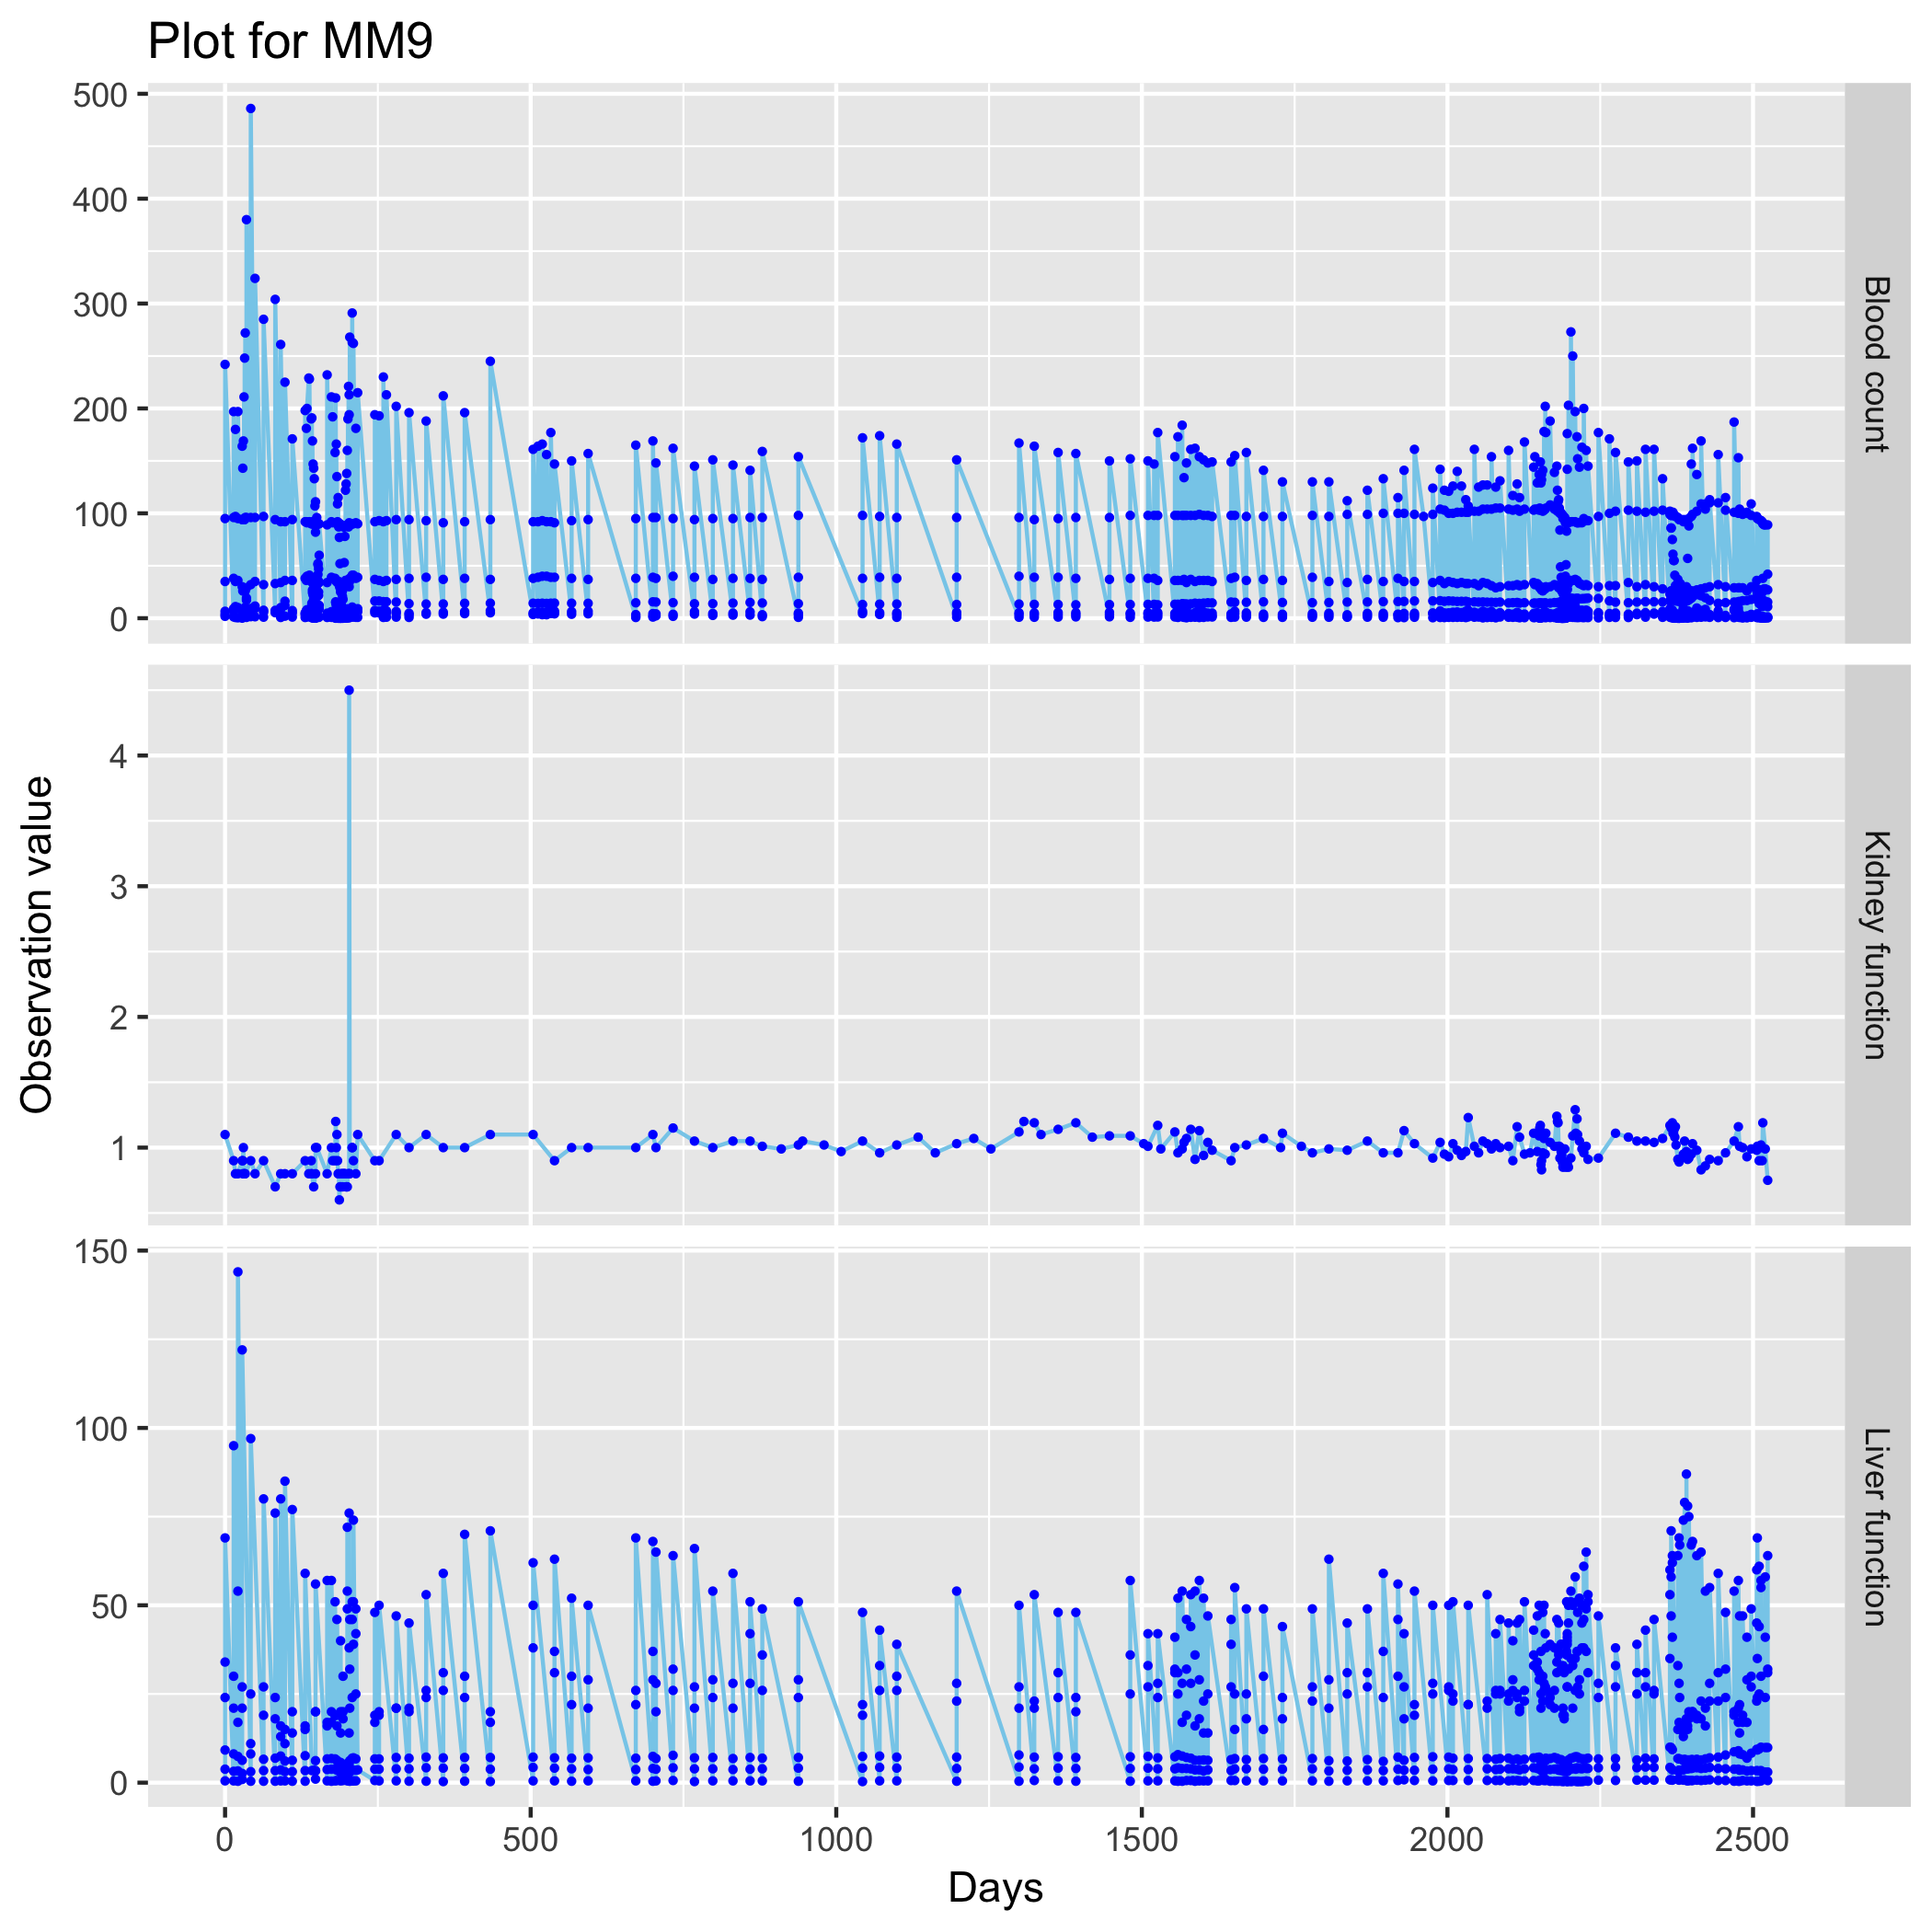 Plot for MM9
500
400
300
200
100
0
Blood count
4
3
2
1
Kidney function
150
100
50
0
Liver function
Observation value
0 500 1000 1500 2000 2500
Days